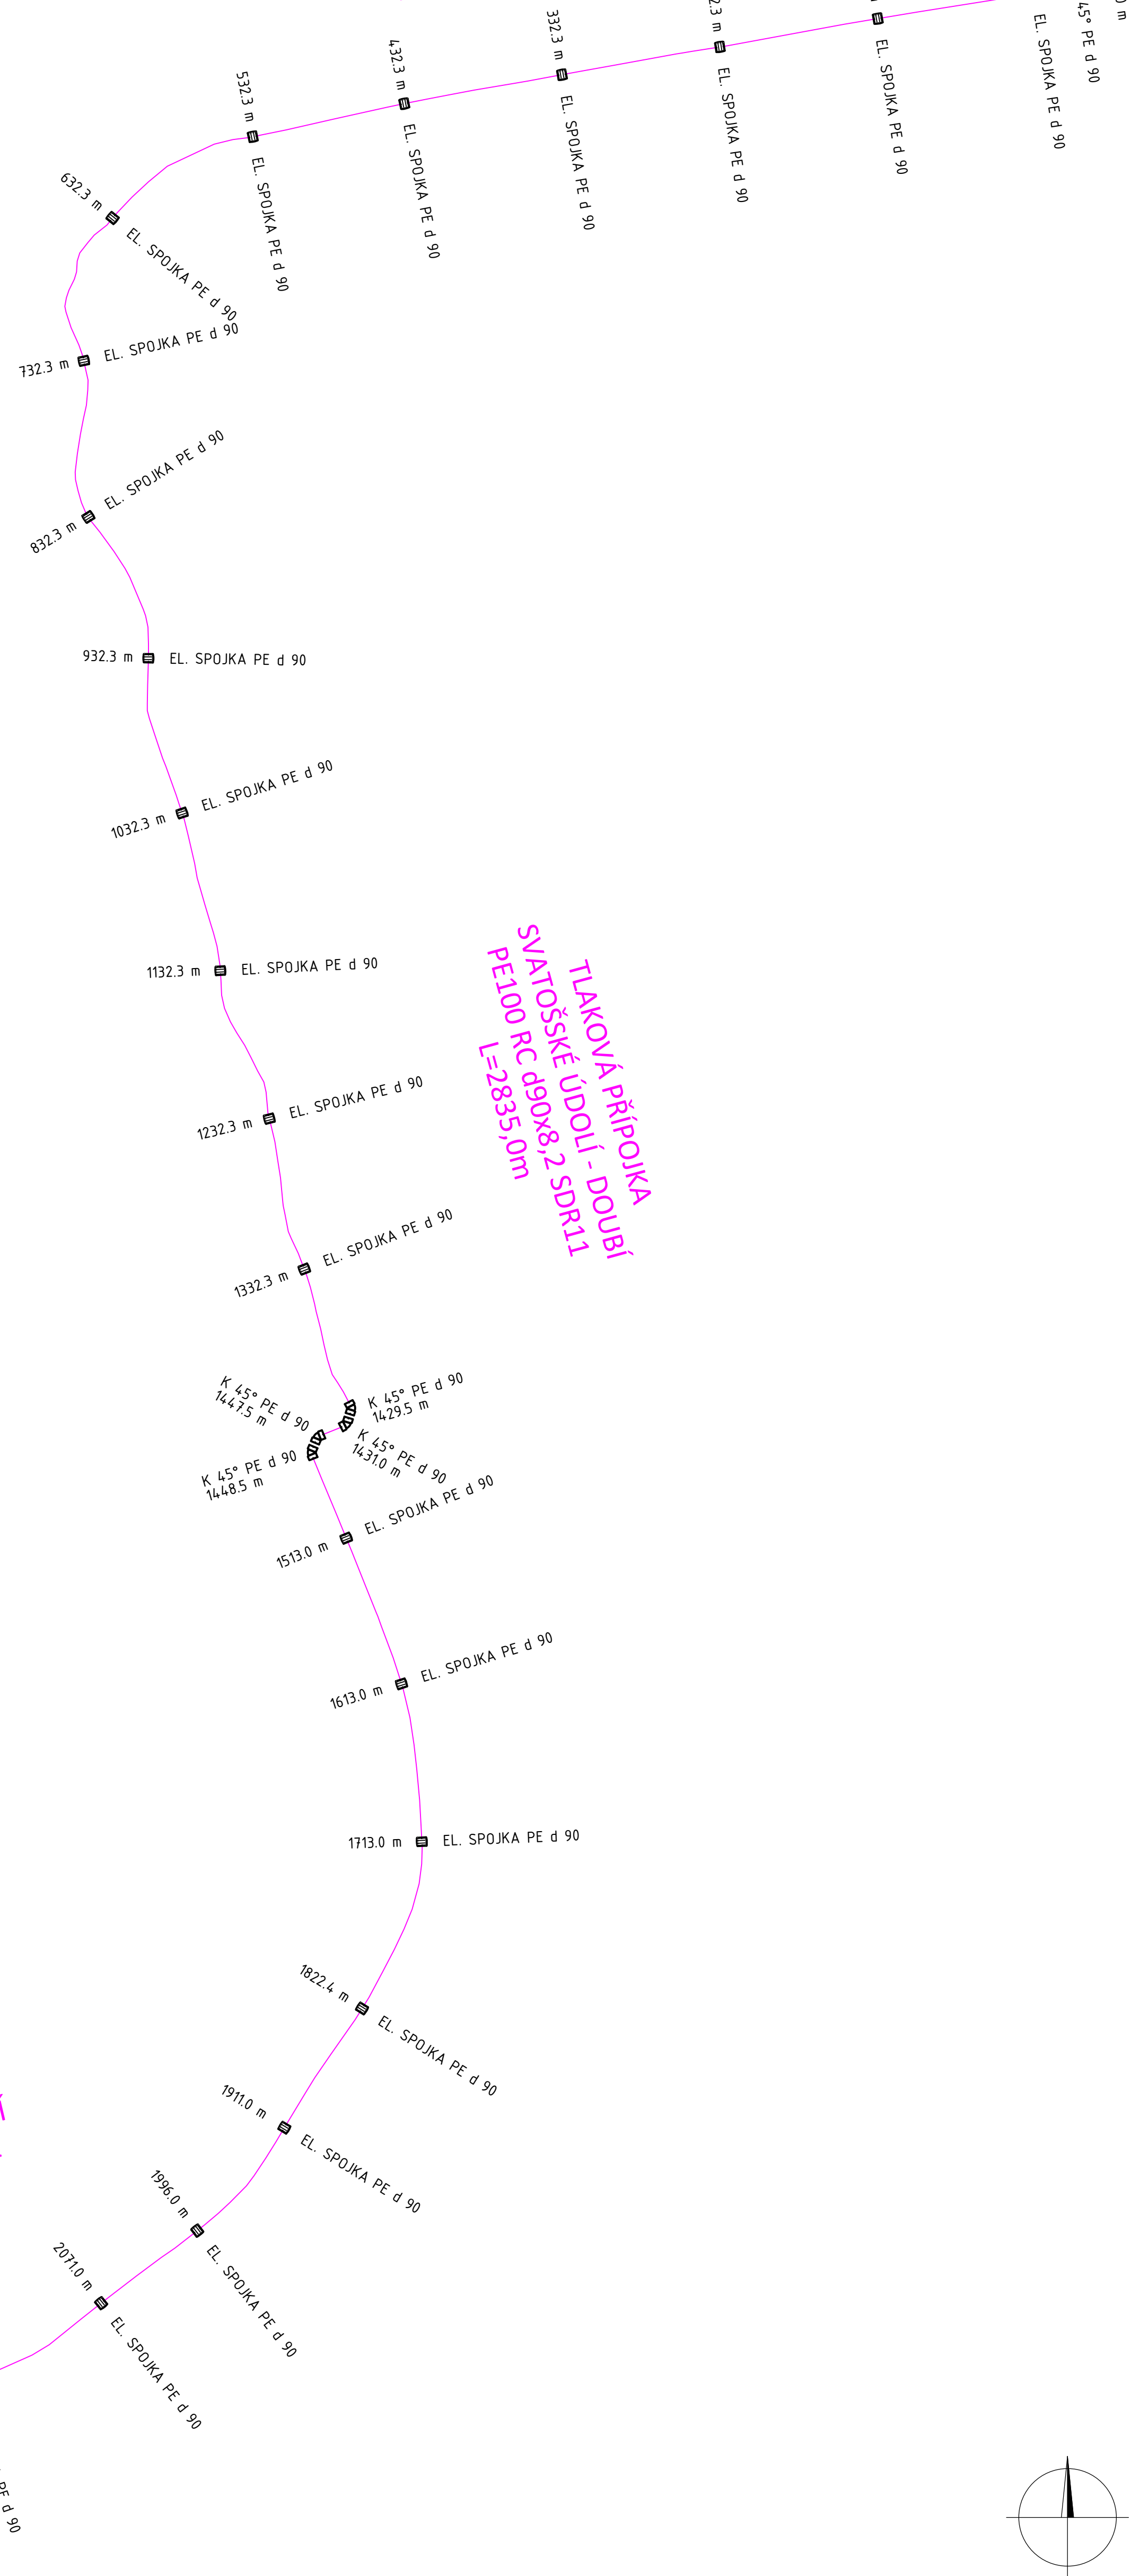 0 m
45° PE d 90
EL. SPOJKA PE d 90
EL. SPOJKA PE d 90
2.3 m
EL. SPOJKA PE d 90
332.3 m
EL. SPOJKA PE d 90
432.3 m
EL. SPOJKA PE d 90
532.3 m
EL. SPOJKA PE d 90
632.3 m
EL. SPOJKA PE d 90
732.3 m
EL. SPOJKA PE d 90
832.3 m
EL. SPOJKA PE d 90
932.3 m
EL. SPOJKA PE d 90
1032.3 m
EL. SPOJKA PE d 90
TLAKOVÁ PŘÍPOJKA
SVATOŠSKÉ ÚDOLÍ - DOUBÍ
PE100 RC d90x8,2 SDR11
L=2835,0m
1132.3 m
EL. SPOJKA PE d 90
1232.3 m
EL. SPOJKA PE d 90
1332.3 m
EL. SPOJKA PE d 90
K 45° PE d 90
1429.5 m
K 45° PE d 90
1431.0 m
K 45° PE d 90
1447.5 m
K 45° PE d 90
1448.5 m
1513.0 m
EL. SPOJKA PE d 90
1613.0 m
EL. SPOJKA PE d 90
1713.0 m
EL. SPOJKA PE d 90
1822.4 m
EL. SPOJKA PE d 90
1911.0 m
EL. SPOJKA PE d 90
1996.0 m
EL. SPOJKA PE d 90
2071.0 m
EL. SPOJKA PE d 90
PE d 90